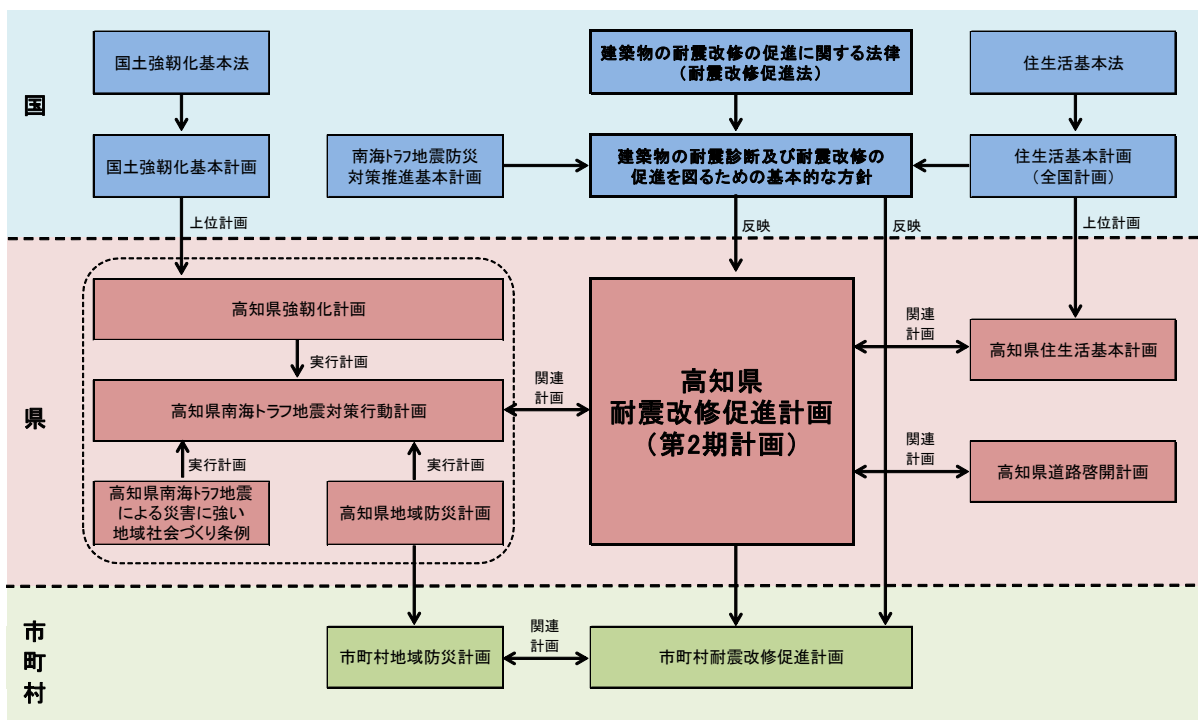 国
国土強靱化基本法
建築物の耐震改修の促進に関する法律
（耐震改修促進法）
住生活基本法
国土強靱化基本計画
南海トラフ地震防災
対策推進基本計画
建築物の耐震診断及び耐震改修の
促進を図るための基本的な方針
住生活基本計画
（全国計画）
上位計画
反映
反映
上位計画
県
高知県強靱化計画
実行計画
高知県南海トラフ地震対策行動計画
実行計画
実行計画
高知県南海トラフ地震
による災害に強い
地域社会づくり条例
高知県地域防災計画
関連
計画
高知県
耐震改修促進計画
（第2期計画）
関連
計画
高知県住生活基本計画
関連
計画
高知県道路啓開計画
市
町
村
市町村地域防災計画
関連
計画
市町村耐震改修促進計画